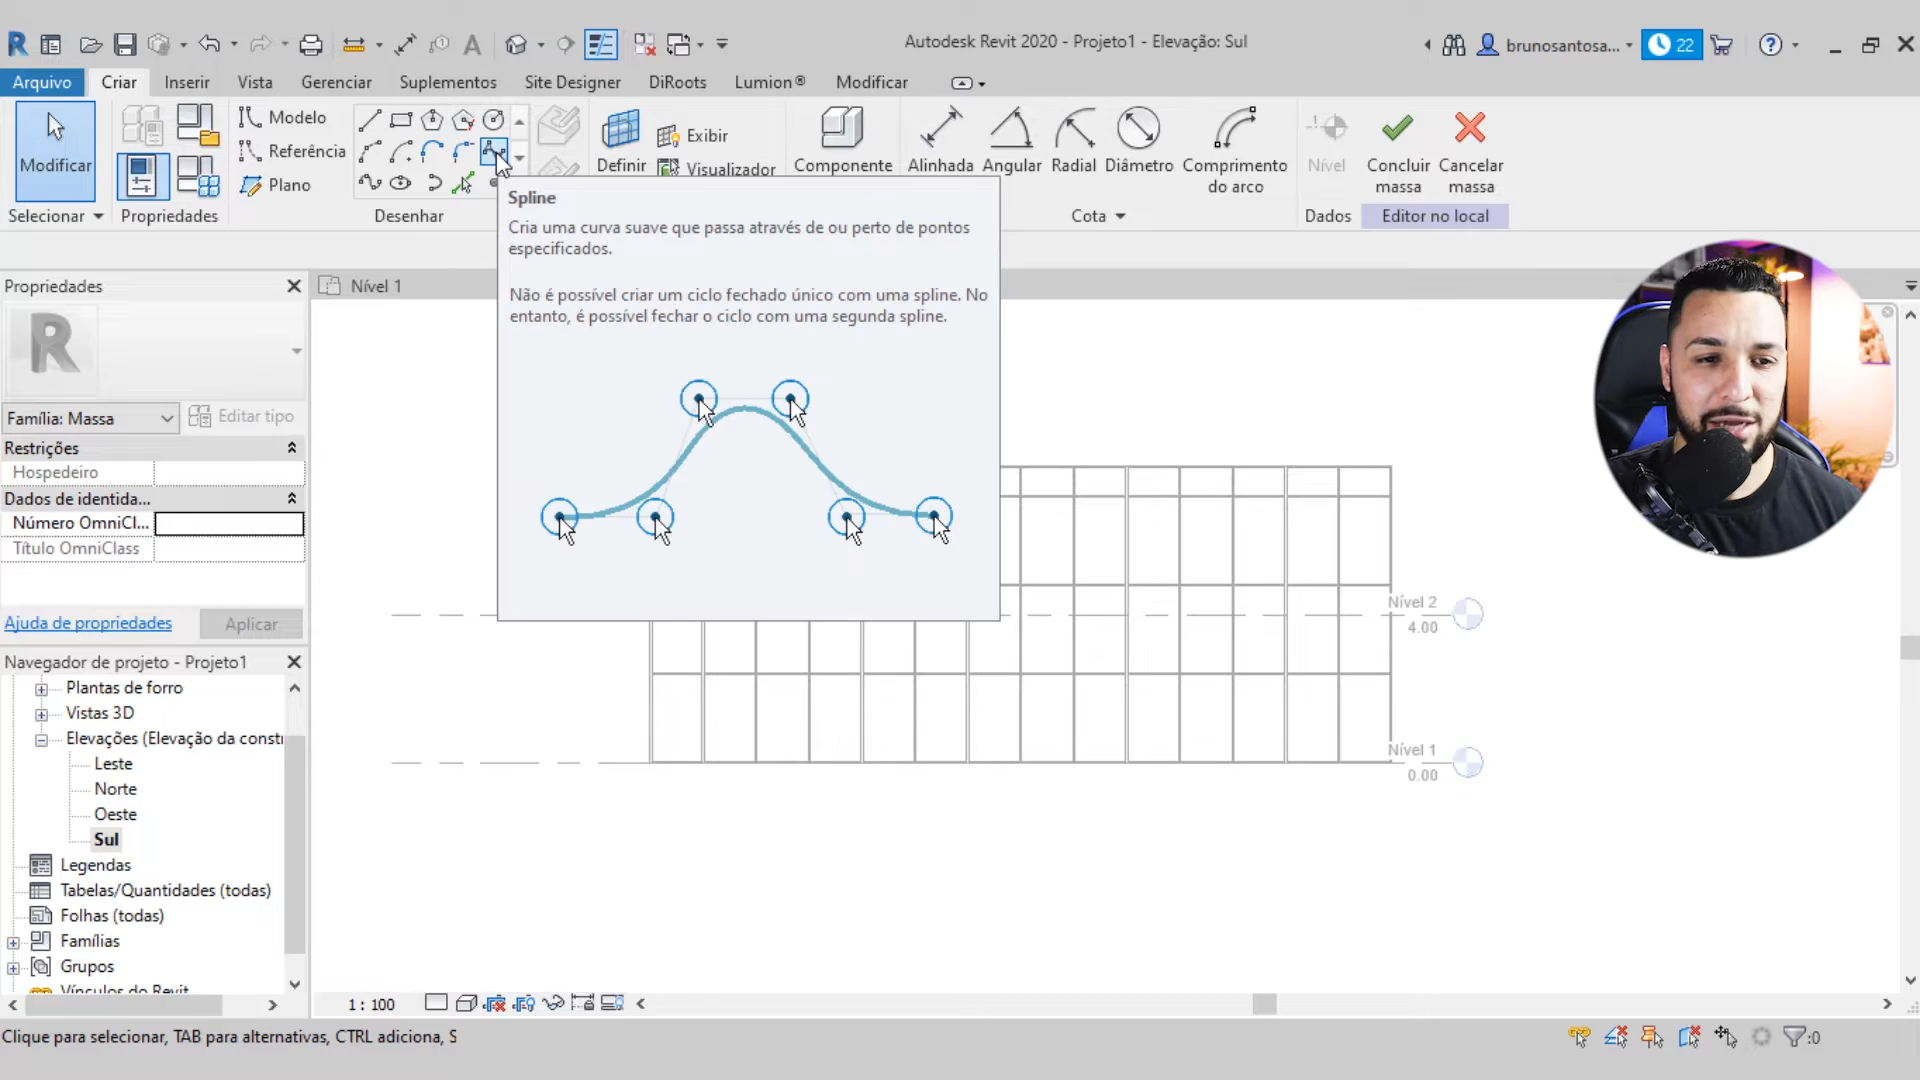 Autodesk Revit 2020 - Projeto1 - Elevação: Sul
brunosantosa...
22
Arquivo
Criar
Inserir
Vista
Gerenciar
Suplementos
Site Designer
DiRoots
Lumion®
Modificar
Modificar
Modelo
Referência
Plano
Definir
Exibir
Visualizador
Componente
Alinhada
Angular
Radial
Diâmetro
Comprimento
do arco
Nível
Concluir
massa
Cancelar
massa
Selecionar
Propriedades
Desenhar
Cota
Dados
Editor no local
Spline
Cria uma curva suave que passa através de ou perto de pontos
especificados.
Não é possível criar um ciclo fechado único com uma spline. No
entanto, é possível fechar o ciclo com uma segunda spline.
Propriedades
Nível 1
R
Família: Massa
Editar tipo
Restrições
Hospedeiro
Dados de identida...
Número OmniCl...
Título OmniClass
Ajuda de propriedades
Aplicar
Navegador de projeto - Projeto1
Plantas de forro
Vistas 3D
Elevações (Elevação da constr
Leste
Norte
Oeste
Sul
Legendas
Tabelas/Quantidades (todas)
Folhas (todas)
Famílias
Grupos
Vínculos do Revit
Nível 2
4.00
Nível 1
0.00
1 : 100
Clique para selecionar, TAB para alternativas, CTRL adiciona, S
:0